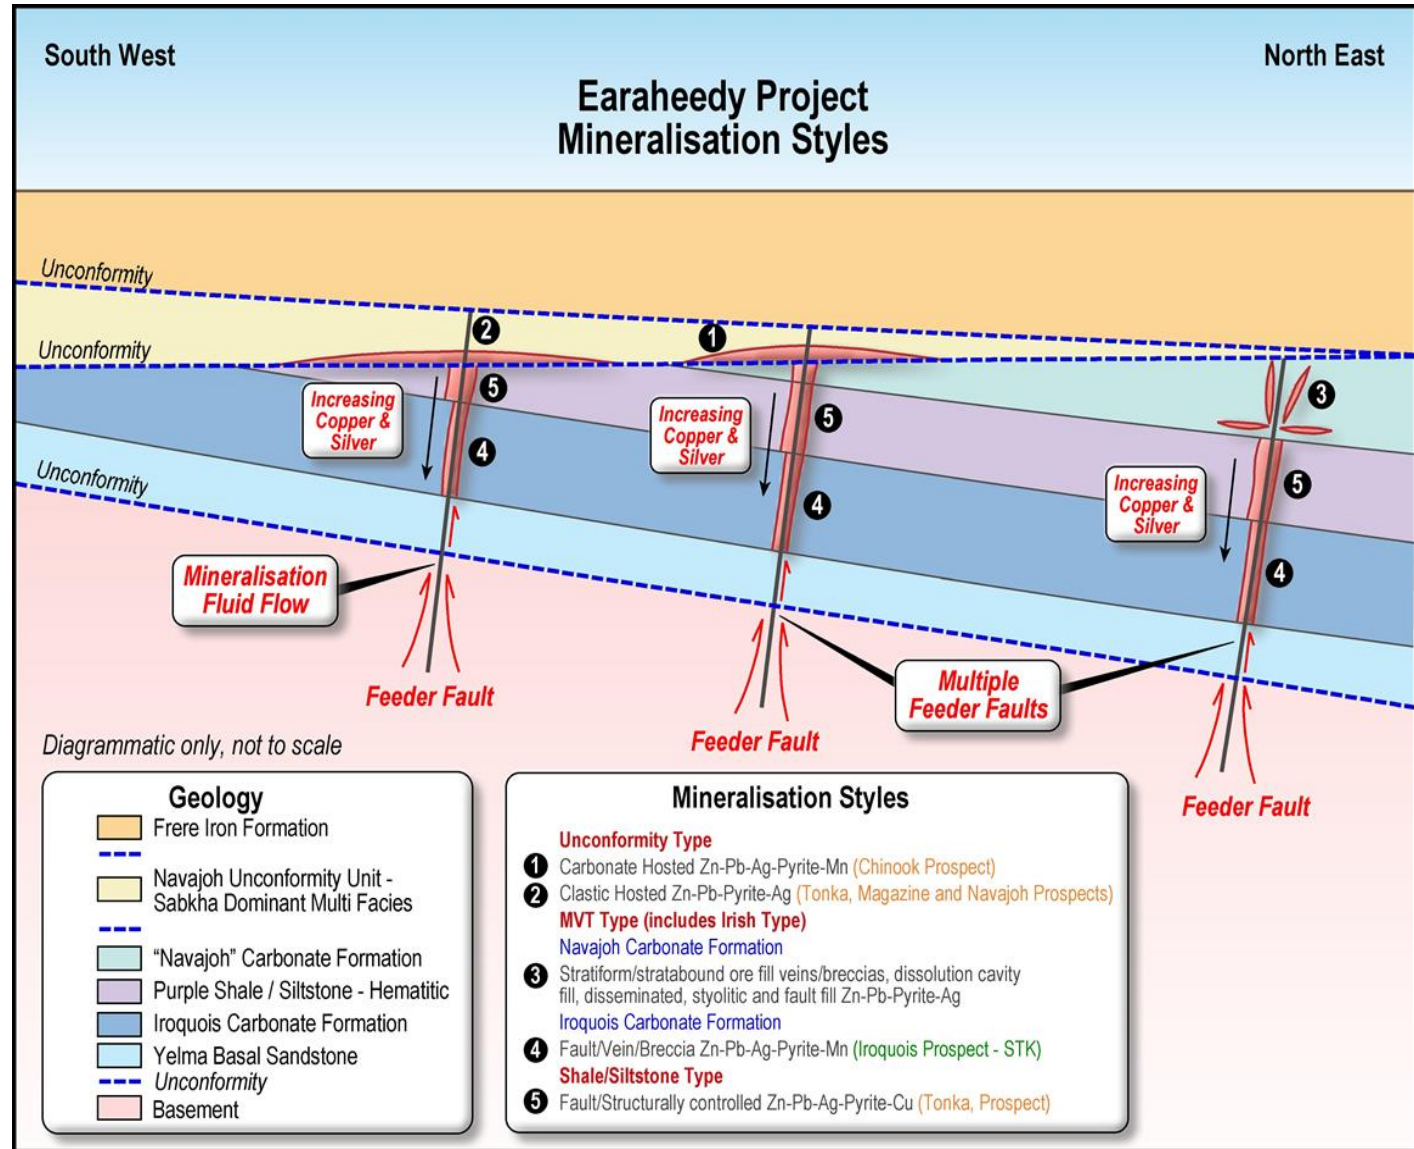 South West
North East
Earaheedy Project
Mineralisation Styles
Unconformity
Unconformity
Unconformity
2
1
3
5
4
5
4
5
4
Increasing
Copper &
Silver
Increasing
Copper &
Silver
Increasing
Copper &
Silver
Mineralisation
Fluid Flow
Multiple
Feeder Faults
Feeder Fault
Feeder Fault
Feeder Fault
Diagrammatic only, not to scale
Geology
Frere Iron Formation
Navajoh Unconformity Unit -
Sabkha Dominant Multi Facies
"Navajoh" Carbonate Formation
Purple Shale / Siltstone - Hematitic
Iroquois Carbonate Formation
Yelma Basal Sandstone
Unconformity
Basement
Mineralisation Styles
Unconformity Type
1 Carbonate Hosted Zn-Pb-Ag-Pyrite-Mn (Chinook Prospect)
2 Clastic Hosted Zn-Pb-Pyrite-Ag (Tonka, Magazine and Navajoh Prospects)
MVT Type (includes Irish Type)
Navajoh Carbonate Formation
3 Stratiform/stratabound ore fill veins/breccias, dissolution cavity
fill, disseminated, styolitic and fault fill Zn-Pb-Pyrite-Ag
Iroquois Carbonate Formation
4 Fault/Vein/Breccia Zn-Pb-Ag-Pyrite-Mn (Iroquois Prospect - STK)
Shale/Siltstone Type
5 Fault/Structurally controlled Zn-Pb-Ag-Pyrite-Cu (Tonka, Prospect)